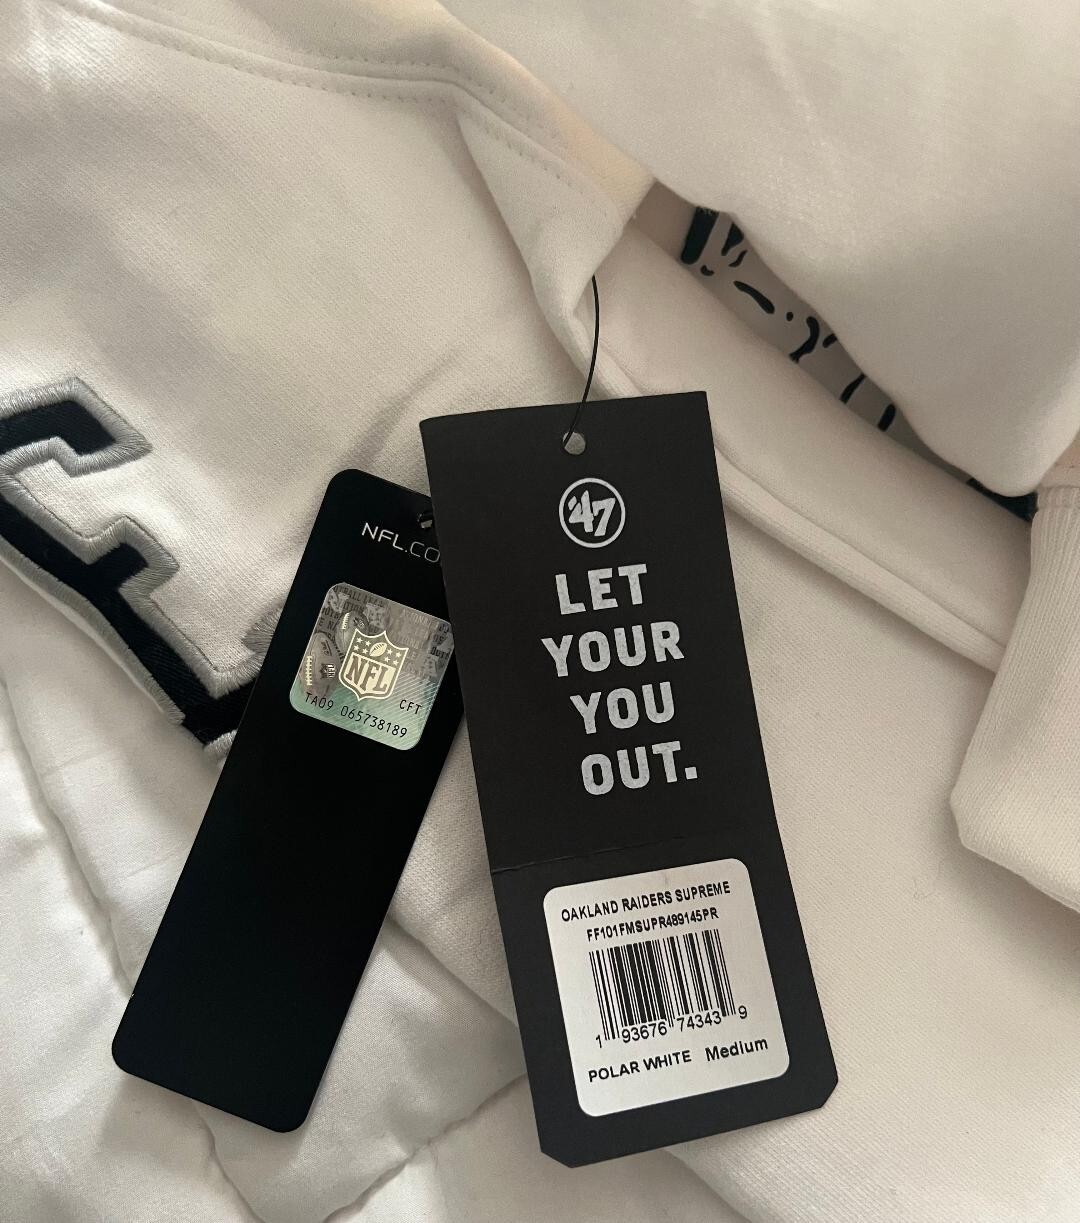 NFL.CO
NFL
TA09 065738189
CFT
'47
LET
YOUR
YOU
OUT.
OAKLAND RAIDERS SUPREME
FF101FMSUPR489145PR
1 93676 74343 9
POLAR WHITE Medium